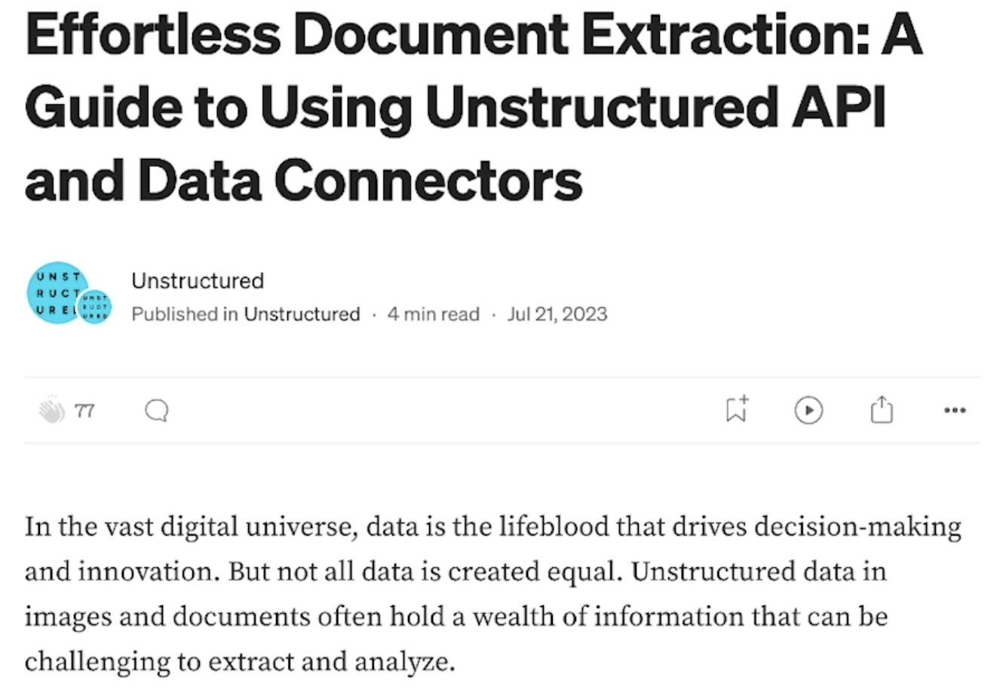 Effortless Document Extraction: A
Guide to Using Unstructured API
and Data Connectors
UNST
RUCT
URE
UNST
RUCT
URED
Unstructured
Published in Unstructured · 4 min read · Jul 21, 2023
77
In the vast digital universe, data is the lifeblood that drives decision-making
and innovation. But not all data is created equal. Unstructured data in
images and documents often hold a wealth of information that can be
challenging to extract and analyze.